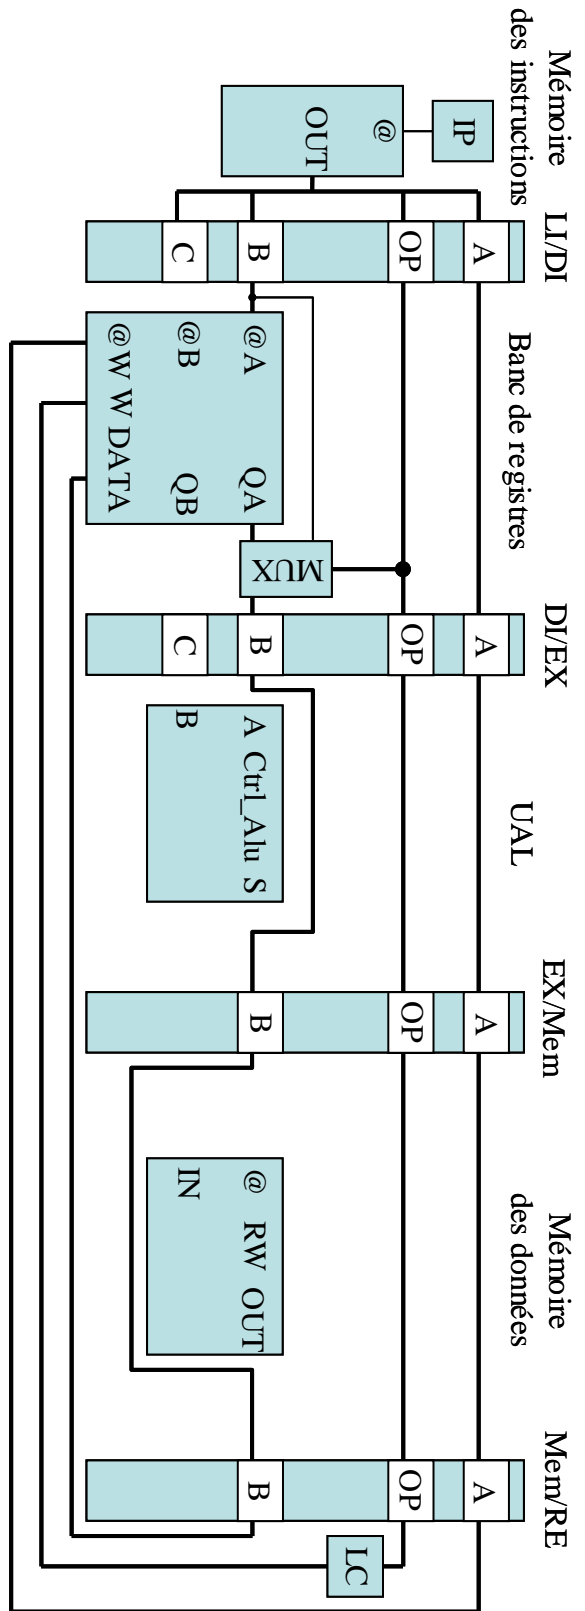 Mémoire
des instructions
LI/DI
Banc de registres
DI/EX
UAL
EX/Mem
Mémoire
des données
Mem/RE
IP
@
OUT
A
OP
B
C
@A
@B
@W W DATA
QA
QB
MUX
A
OP
B
C
A Ctrl_Alu S
B
A
OP
B
@ RW OUT
IN
A
OP
B
LC